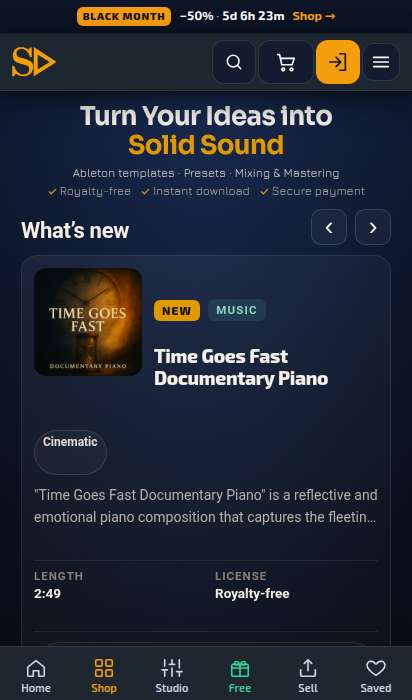 BLACK MONTH −50% · 5d 6h 23m Shop →
S
Turn Your Ideas into
Solid Sound
Ableton templates · Presets · Mixing & Mastering
✓ Royalty-free ✓ Instant download ✓ Secure payment
What's new
TIME GOES
FAST
DOCUMENTARY PIANO
NEW MUSIC
Time Goes Fast
Documentary Piano
Cinematic
"Time Goes Fast Documentary Piano" is a reflective and
emotional piano composition that captures the fleetin...
LENGTH LICENSE
2:49 Royalty-free
Home Shop Studio Free Sell Saved